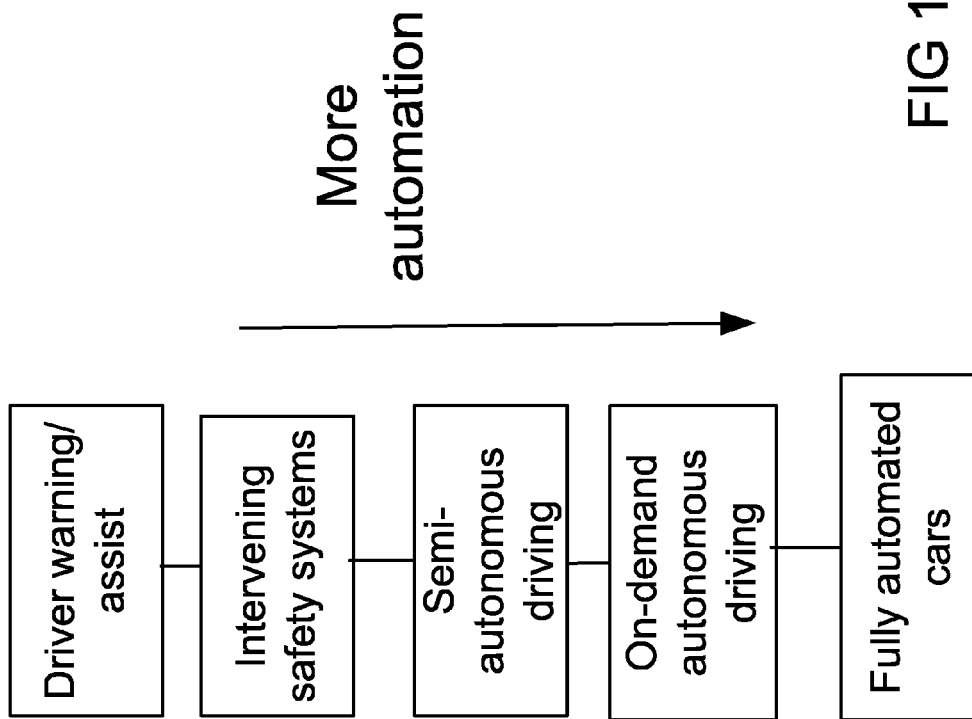 Driver warning/
assist
Intervening
safety systems
Semi-
autonomous
driving
On-demand
autonomous
driving
Fully automated
cars
More
automation
FIG 1